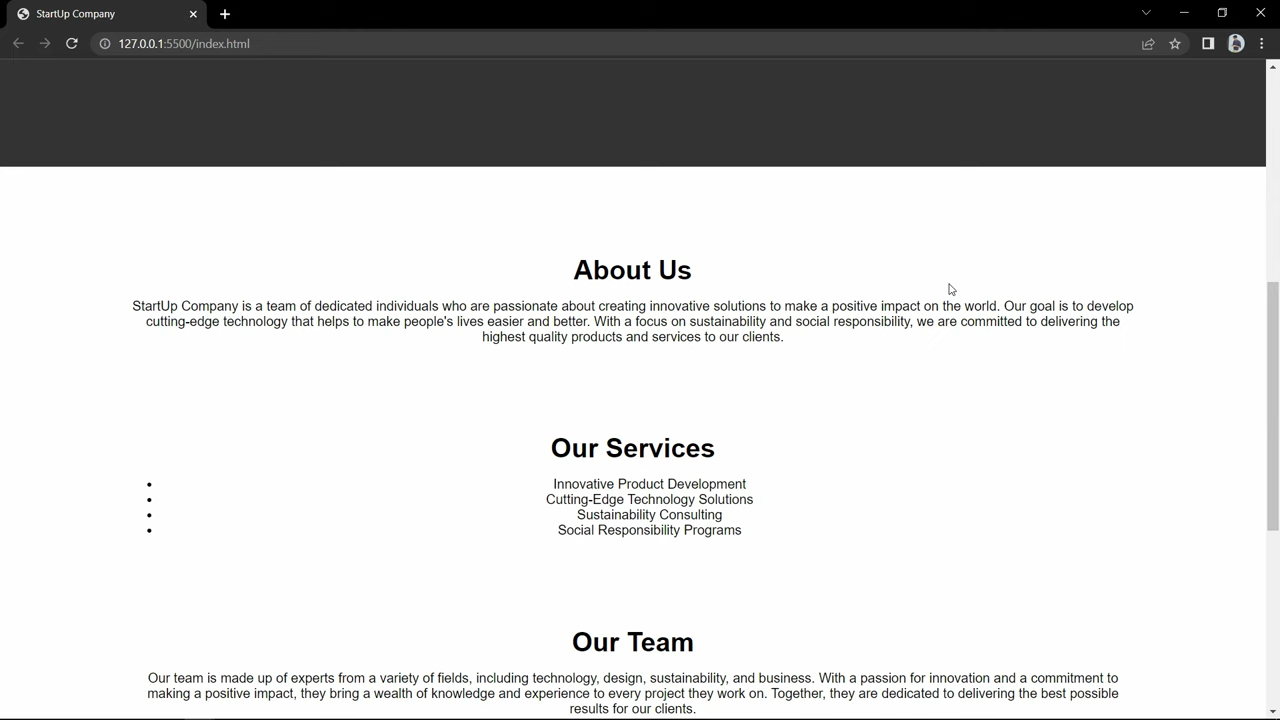 StartUp Company
127.0.0.1:5500/index.html
About Us
StartUp Company is a team of dedicated individuals who are passionate about creating innovative solutions to make a positive impact on the world. Our goal is to develop
cutting-edge technology that helps to make people's lives easier and better. With a focus on sustainability and social responsibility, we are committed to delivering the
highest quality products and services to our clients.
Our Services
• Innovative Product Development
• Cutting-Edge Technology Solutions
• Sustainability Consulting
• Social Responsibility Programs
Our Team
Our team is made up of experts from a variety of fields, including technology, design, sustainability, and business. With a passion for innovation and a commitment to
making a positive impact, they bring a wealth of knowledge and experience to every project they work on. Together, they are dedicated to delivering the best possible
results for our clients.